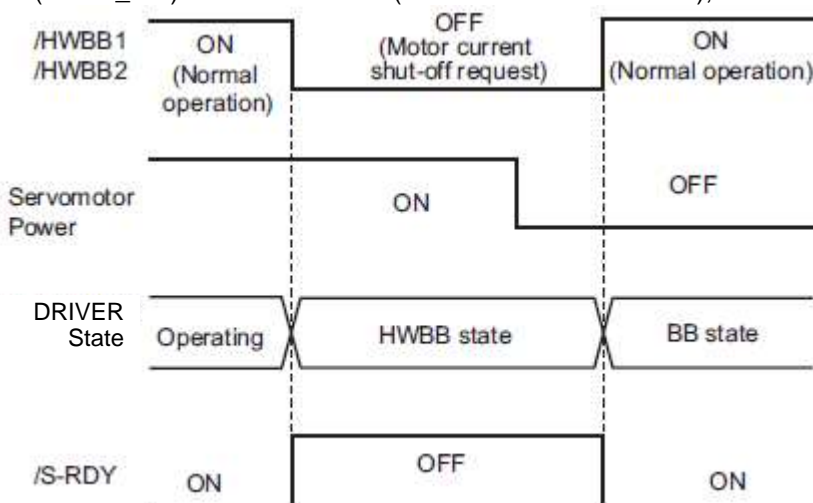 /HWBB1
/HWBB2
ON
(Normal
operation)
OFF
(Motor current
shut-off request)
ON
(Normal operation)
Servomotor
Power
ON
OFF
DRIVER
State
Operating
HWBB state
BB state
/S-RDY
ON
OFF
ON